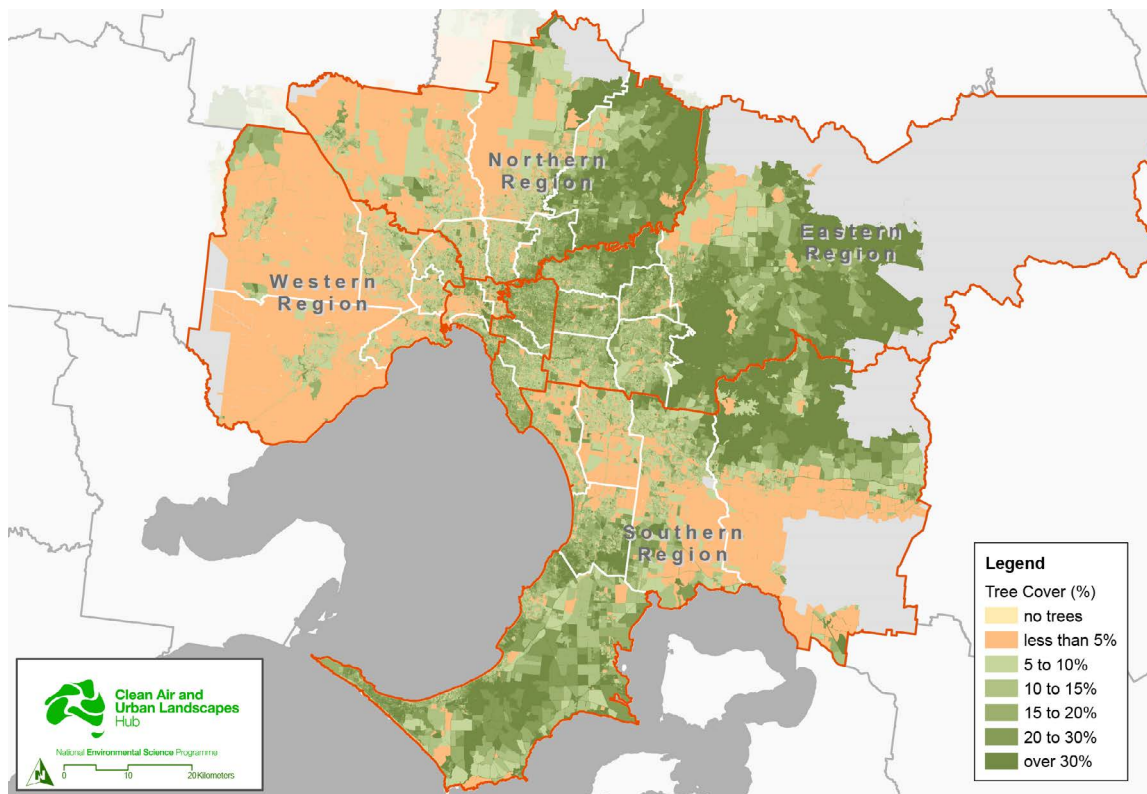 Northern
Region
Eastern
Region
Western
Region
Southern
Region
Legend
Tree Cover (%)
no trees
less than 5%
5 to 10%
10 to 15%
15 to 20%
20 to 30%
over 30%
Clean Air and
Urban Landscapes
Hub
National Environmental Science Programme
N
0 10 20 Kilometers